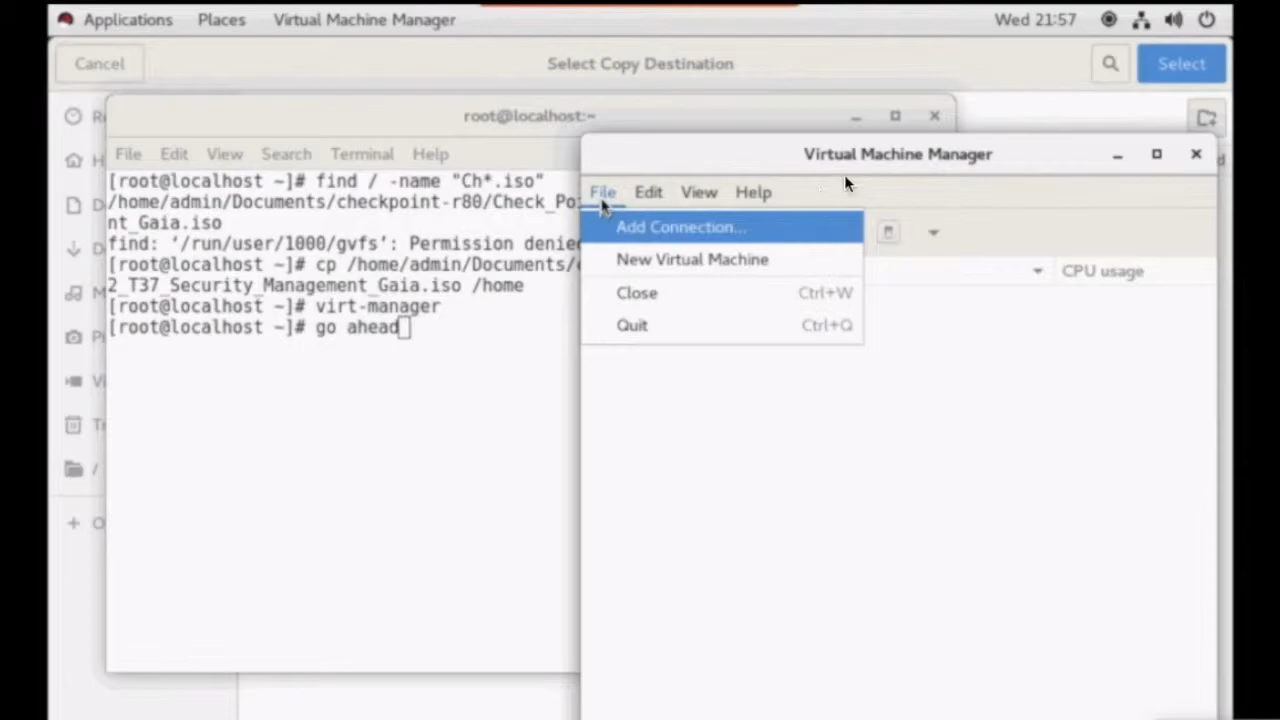 Applications Places Virtual Machine Manager Wed 21:57
Cancel Select Copy Destination Select
root@localhost:~
File Edit View Search Terminal Help
[root@localhost ~]# find / -name "Ch*.iso"
/home/admin/Documents/checkpoint-r80/Check_Po
nt_Gaia.iso
find: ‘/run/user/1000/gvfs’: Permission denie
[root@localhost ~]# cp /home/admin/Documents/
2_T37_Security_Management_Gaia.iso /home
[root@localhost ~]# virt-manager
[root@localhost ~]# go ahead
Virtual Machine Manager
File Edit View Help
Add Connection...
New Virtual Machine
Close Ctrl+W
Quit Ctrl+Q
CPU usage